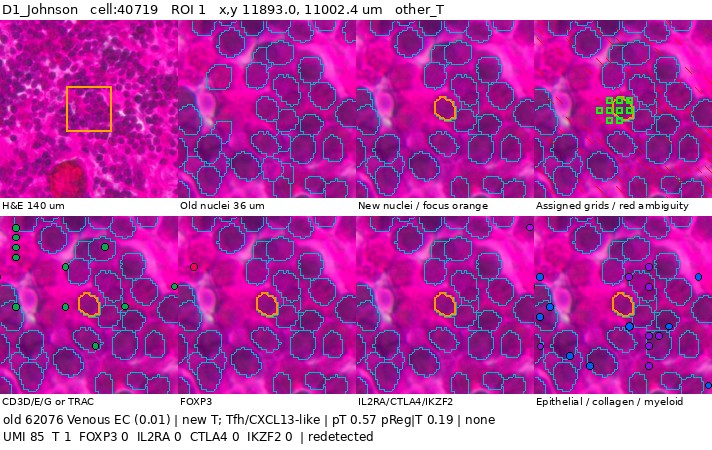 D1_Johnson   cell:40719   ROI 1   x,y 11893.0, 11002.4 um   other_T
H&E 140 um
Old nuclei 36 um
New nuclei / focus orange
Assigned grids / red ambiguity
CD3D/E/G or TRAC
FOXP3
IL2RA/CTLA4/IKZF2
Epithelial / collagen / myeloid
old 62076 Venous EC (0.01) | new T; Tfh/CXCL13-like | pT 0.57 pReg|T 0.19 | none
UMI 85  T 1  FOXP3 0  IL2RA 0  CTLA4 0  IKZF2 0  | redetected